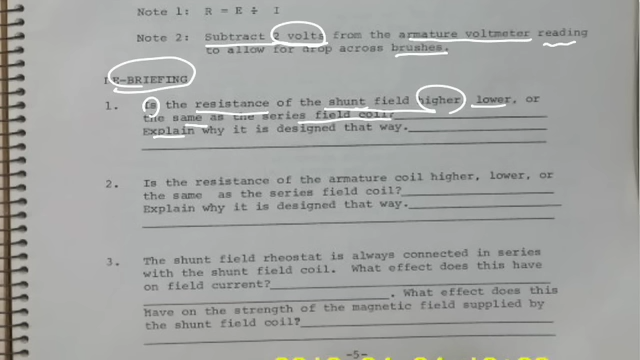 Note 1: R = E ÷ I
Note 2: Subtract 2 volts from the armature voltmeter reading
to allow for drop across brushes.
DE-BRIEFING
1. Is the resistance of the shunt field higher, lower, or
the same as the series field coil?
Explain why it is designed that way.
2. Is the resistance of the armature coil higher, lower, or
the same as the series field coil?
Explain why it is designed that way.
3. The shunt field rheostat is always connected in series
with the shunt field coil. What effect does this have
on field current?
. What effect does this
have on the strength of the magnetic field supplied by
the shunt field coil?
-5-